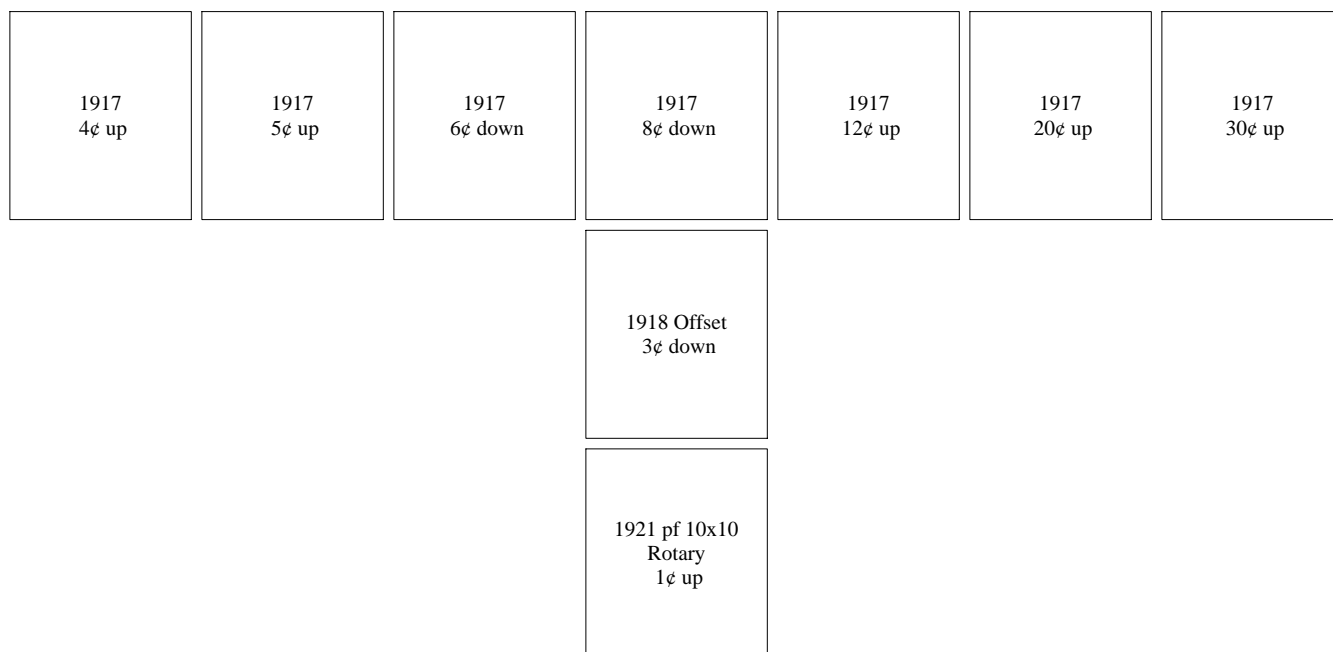 1917
4¢ up
1917
5¢ up
1917
6¢ down
1917
8¢ down
1917
12¢ up
1917
20¢ up
1917
30¢ up
1918 Offset
3¢ down
1921 pf 10x10
Rotary
1¢ up